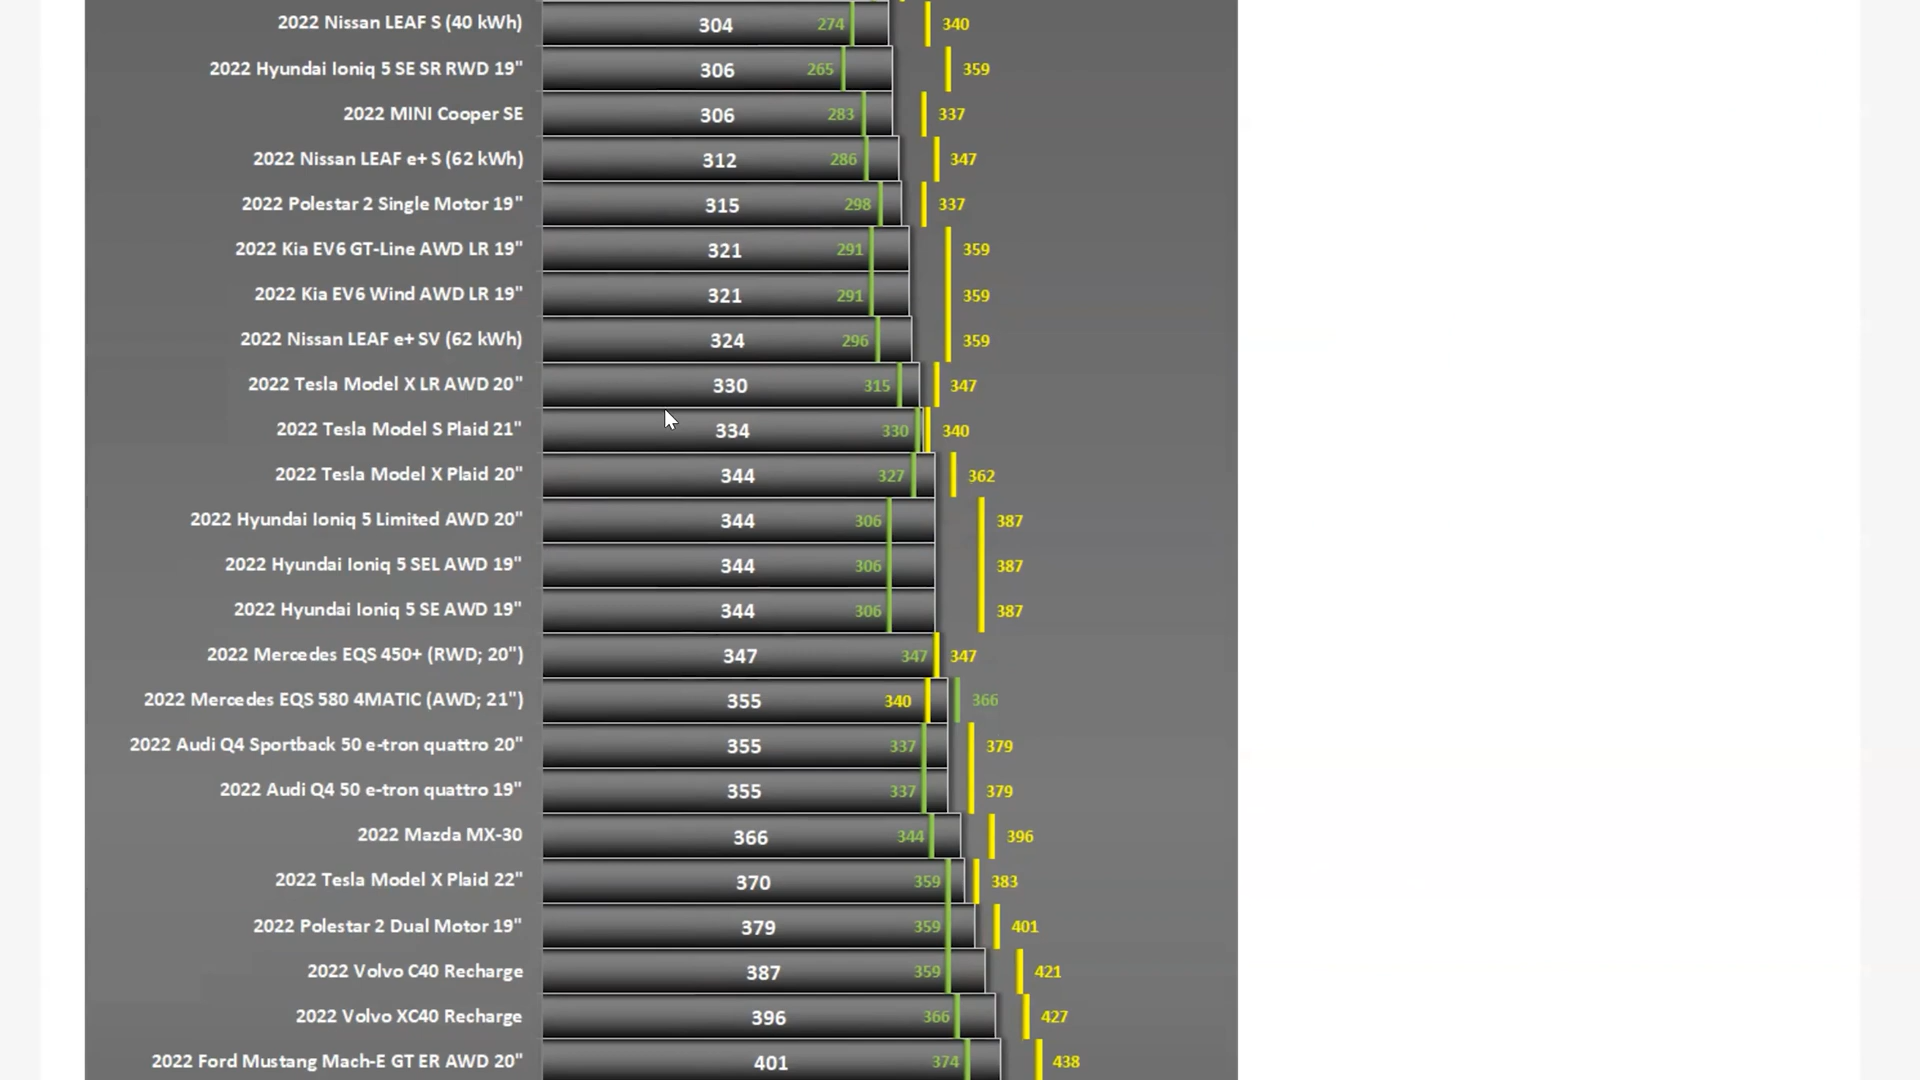 2022 Nissan LEAF S (40 kWh) 304 274 340
2022 Hyundai Ioniq 5 SE SR RWD 19" 306 265 359
2022 MINI Cooper SE 306 283 337
2022 Nissan LEAF e+ S (62 kWh) 312 286 347
2022 Polestar 2 Single Motor 19" 315 298 337
2022 Kia EV6 GT-Line AWD LR 19" 321 291 359
2022 Kia EV6 Wind AWD LR 19" 321 291 359
2022 Nissan LEAF e+ SV (62 kWh) 324 296 359
2022 Tesla Model X LR AWD 20" 330 315 347
2022 Tesla Model S Plaid 21" 334 330 340
2022 Tesla Model X Plaid 20" 344 327 362
2022 Hyundai Ioniq 5 Limited AWD 20" 344 306 387
2022 Hyundai Ioniq 5 SEL AWD 19" 344 306 387
2022 Hyundai Ioniq 5 SE AWD 19" 344 306 387
2022 Mercedes EQS 450+ (RWD; 20") 347 347 347
2022 Mercedes EQS 580 4MATIC (AWD; 21") 355 340 366
2022 Audi Q4 Sportback 50 e-tron quattro 20" 355 337 379
2022 Audi Q4 50 e-tron quattro 19" 355 337 379
2022 Mazda MX-30 366 344 396
2022 Tesla Model X Plaid 22" 370 359 383
2022 Polestar 2 Dual Motor 19" 379 359 401
2022 Volvo C40 Recharge 387 359 421
2022 Volvo XC40 Recharge 396 366 427
2022 Ford Mustang Mach-E GT ER AWD 20" 401 374 438